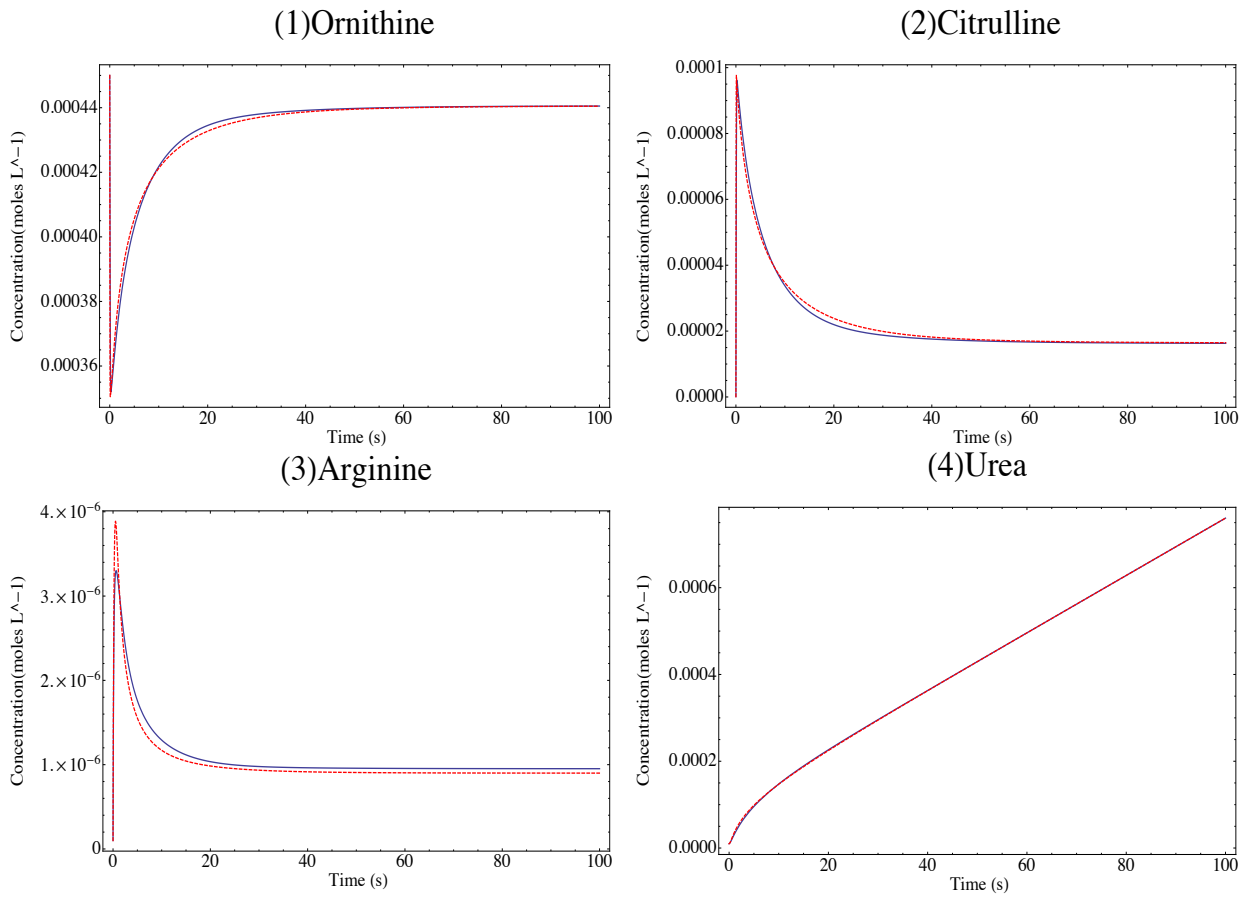 (1)Ornithine
Concentration(moles L^−1)
0.00044
0.00042
0.00040
0.00038
0.00036
0 20 40 60 80 100
Time (s)
(2)Citrulline
Concentration(moles L^−1)
0.0001
0.00008
0.00006
0.00004
0.00002
0.0000
0 20 40 60 80 100
Time (s)
(3)Arginine
Concentration(moles L^−1)
4.×10⁻⁶
3.×10⁻⁶
2.×10⁻⁶
1.×10⁻⁶
0
0 20 40 60 80 100
Time (s)
(4)Urea
Concentration(moles L^−1)
0.0006
0.0004
0.0002
0.0000
0 20 40 60 80 100
Time (s)